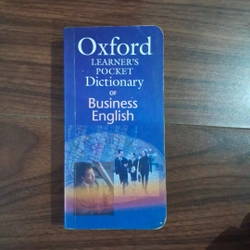 Oxford
LEARNER'S
POCKET
Dictionary
OF
Business
English